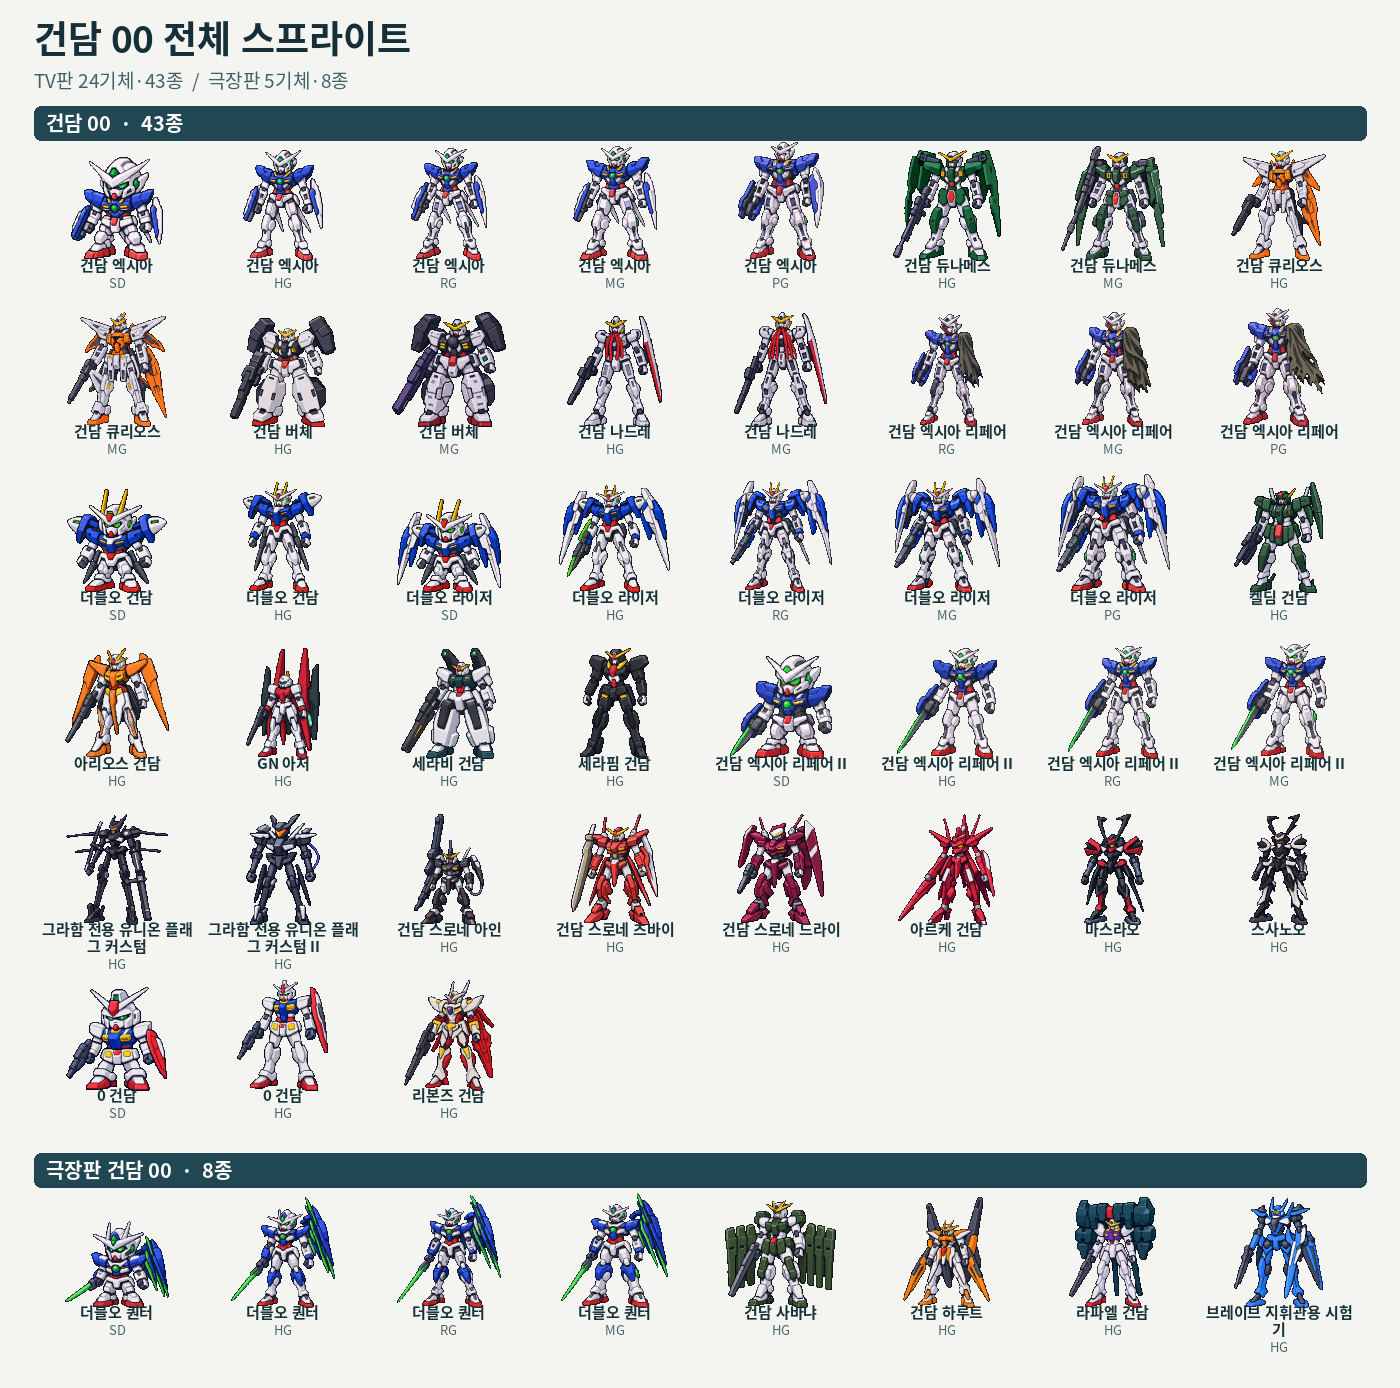 건담 00 전체 스프라이트
TV판 24기체·43종 / 극장판 5기체·8종
건담 00 · 43종
건담 엑시아 건담 엑시아 건담 엑시아 건담 엑시아 건담 엑시아 건담 듀나메스 건담 듀나메스 건담 큐리오스
SD HG RG MG PG HG MG HG
건담 큐리오스 건담 버체 건담 버체 건담 나드레 건담 나드레 건담 엑시아 리페어 건담 엑시아 리페어 건담 엑시아 리페어
MG HG MG HG MG RG MG PG
더블오 건담 더블오 건담 더블오 라이저 더블오 라이저 더블오 라이저 더블오 라이저 더블오 라이저 켈딤 건담
SD HG SD HG RG MG PG HG
아리오스 건담 GN 아처 세라비 건담 세라핌 건담 건담 엑시아 리페어 II 건담 엑시아 리페어 II 건담 엑시아 리페어 II 건담 엑시아 리페어 II
HG HG HG HG SD HG RG MG
그라함 전용 유니온 플래 그라함 전용 유니온 플래 건담 스로네 아인 건담 스로네 츠바이 건담 스로네 드라이 아르케 건담 마스라오 스사노오
그 커스텀 그 커스텀 II HG HG HG HG HG HG
HG HG
0 건담 0 건담 리본즈 건담
SD HG HG
극장판 건담 00 · 8종
더블오 퀀터 더블오 퀀터 더블오 퀀터 더블오 퀀터 건담 사바냐 건담 하루트 라파엘 건담 브레이브 지휘관용 시험
SD HG RG MG HG HG HG 기
HG